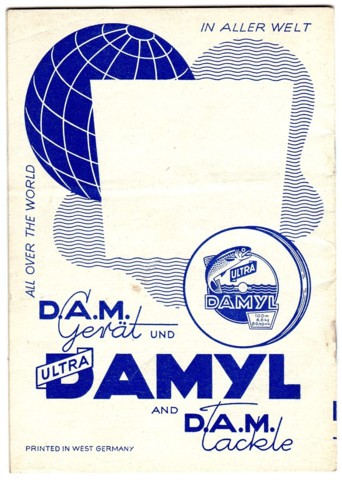 IN ALLER WELT
ALL OVER THE WORLD
ULTRA
DAMYL
100m
D.A.M.
Gerät UND
ULTRA
DAMYL
AND
D.A.M.
tackle
PRINTED IN WEST GERMANY